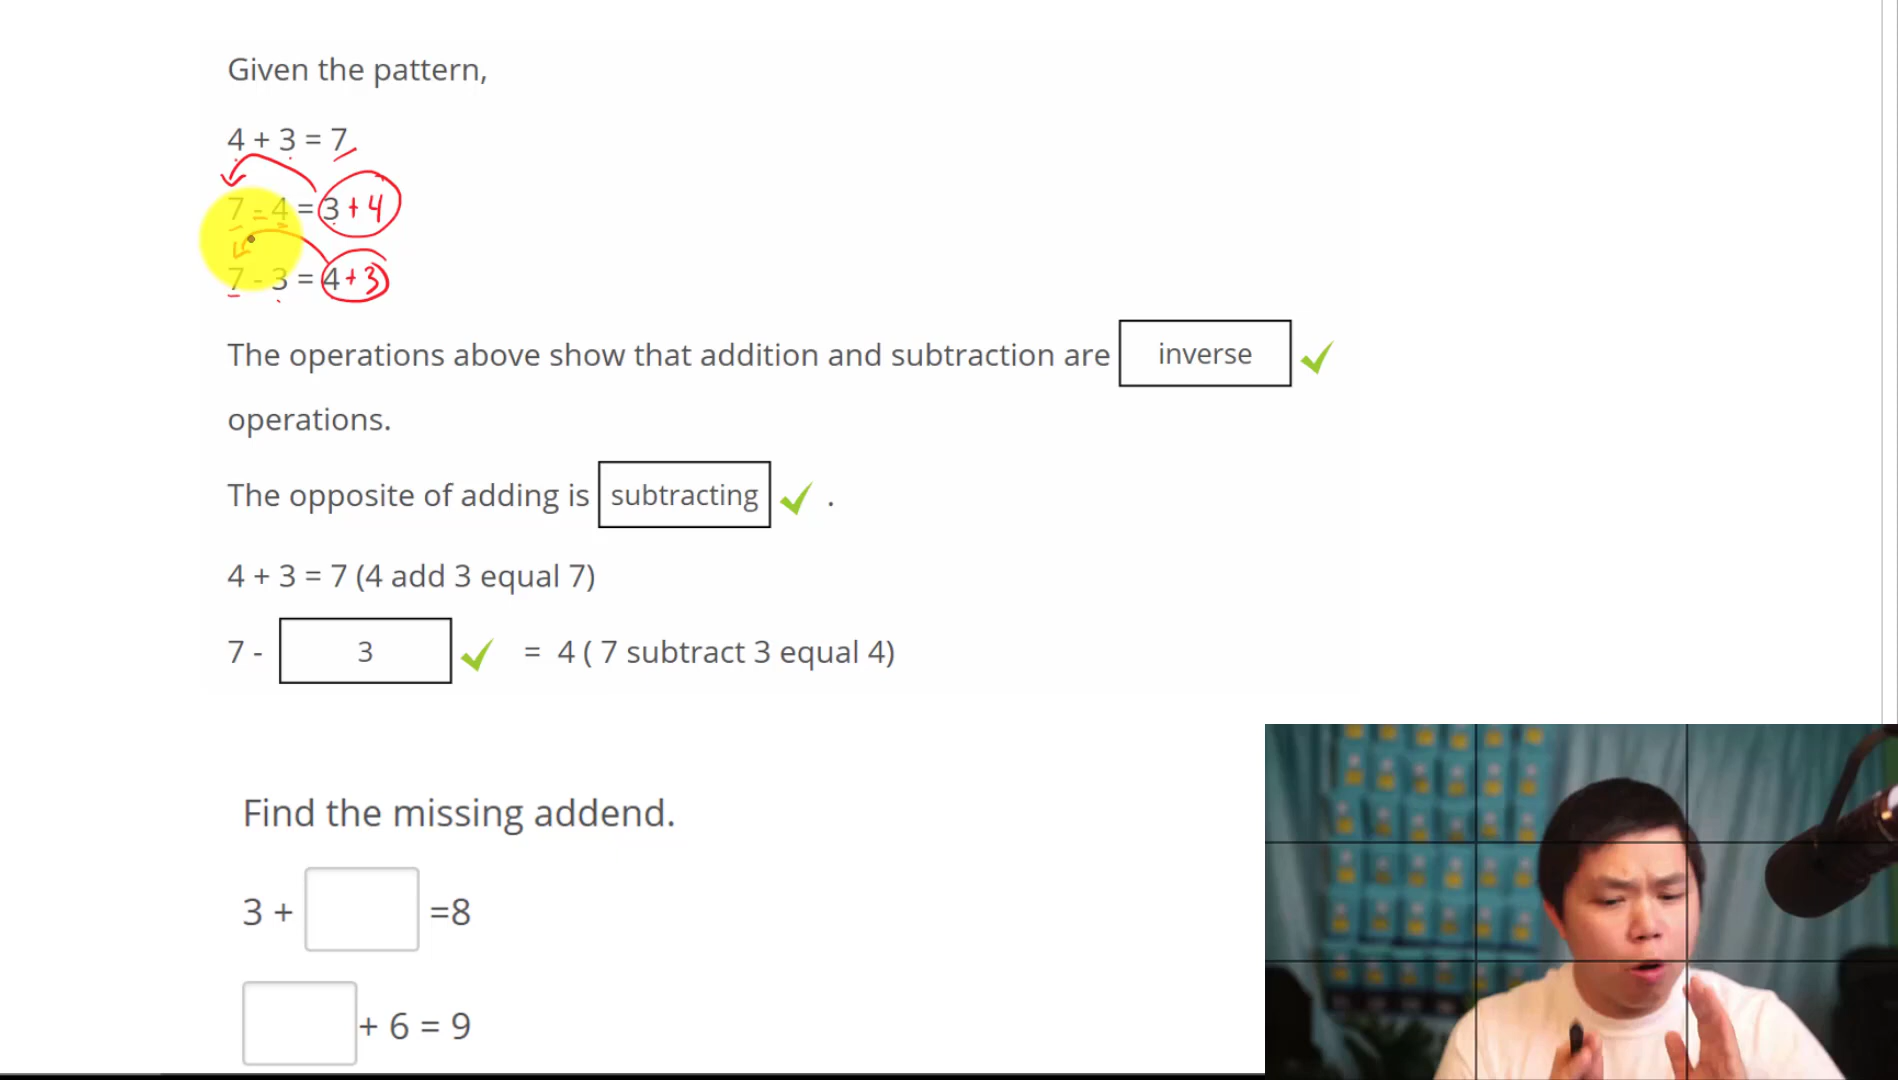 Given the pattern,
4 + 3 = 7
7 - 4 = 3 + 4
7 - 3 = 4 + 3
The operations above show that addition and subtraction are inverse
operations.
The opposite of adding is subtracting .
4 + 3 = 7 (4 add 3 equal 7)
7 - 3 = 4 ( 7 subtract 3 equal 4)
Find the missing addend.
3 + =8
+ 6 = 9